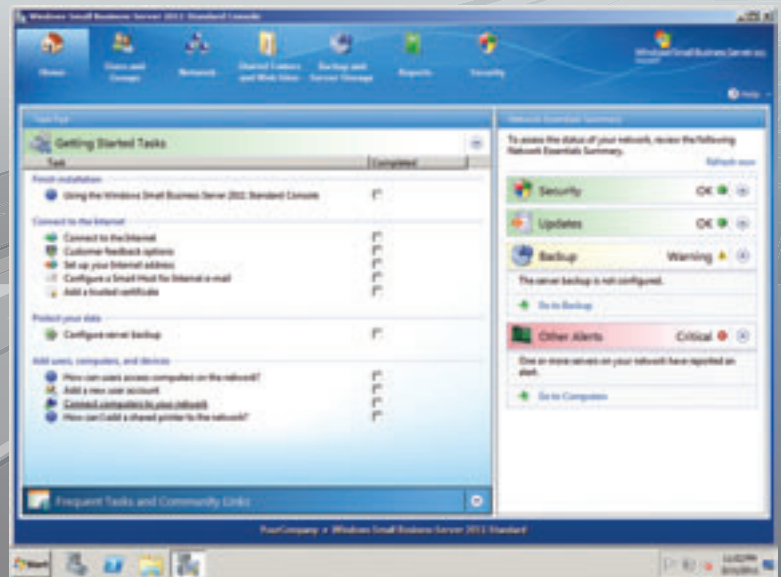 Windows Small Business Server 2011 Standard Console
Home
Users and Groups
Network
Shared Folders and Web Sites
Backup and Server Storage
Reports
Security
Windows Small Business Server 2011
Help
Getting Started Tasks
Task Completed
Finish installation
Using the Windows Small Business Server 2011 Standard Console
Connect to the Internet
Connect to the Internet
Customer feedback options
Set up your Internet address
Configure a Smart Host for Internet e-mail
Add a trusted certificate
Protect your data
Configure server backup
Add users, computers, and devices
How can users access computers on the network?
Add a new user account
Connect computers to your network
How can I add a shared printer to the network?
Frequent Tasks and Community Links
Network Essentials Summary
To assess the status of your network, review the following
Network Essentials Summary.
Refresh now
Security OK
Updates OK
Backup Warning
The server backup is not configured.
Go to Backup
Other Alerts Critical
One or more servers on your network have reported an
alert.
Go to Computers
YourCompany • Windows Small Business Server 2011 Standard
Start